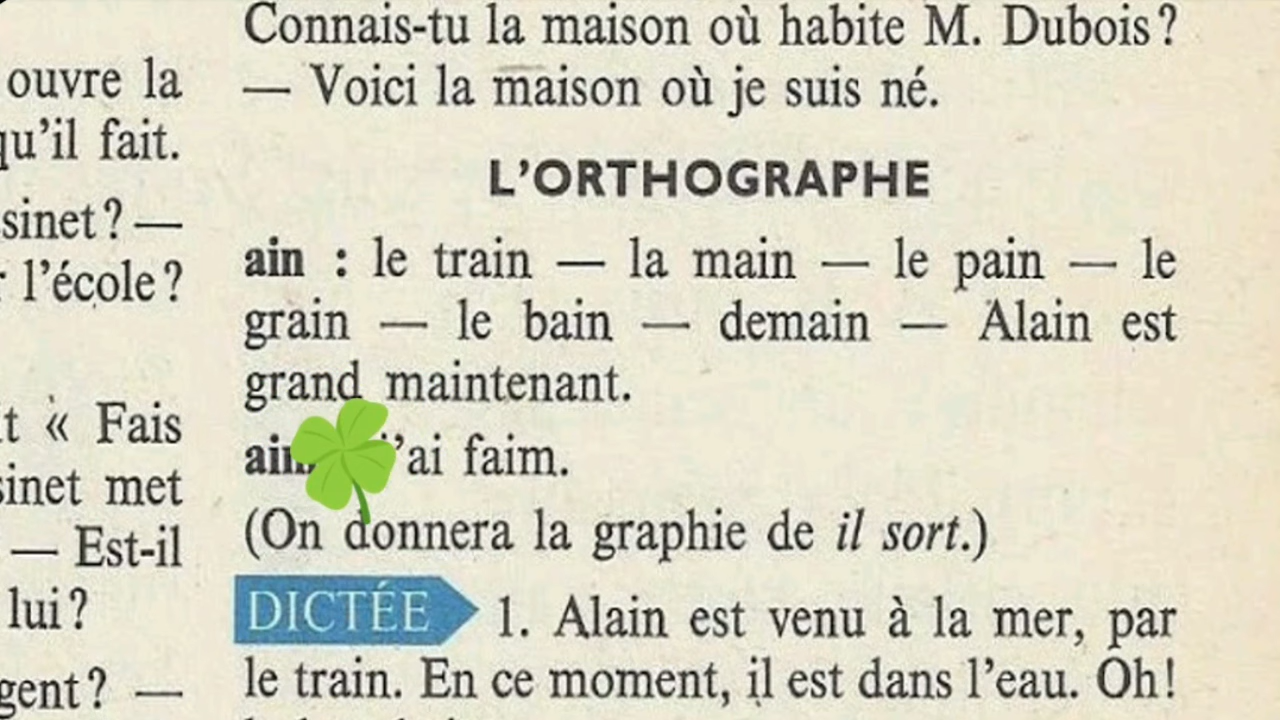 ouvre la
qu'il fait.
sinet ? —
l'école ?
« Fais
sinet met
— Est-il
lui ?
gent ? —
Connais-tu la maison où habite M. Dubois ?
— Voici la maison où je suis né.
L'ORTHOGRAPHE
ain : le train — la main — le pain — le
grain — le bain — demain — Alain est
grand maintenant.
faim.
(On donnera la graphie de il sort.)
DICTÉE 1. Alain est venu à la mer, par
le train. En ce moment, il est dans l'eau. Oh!